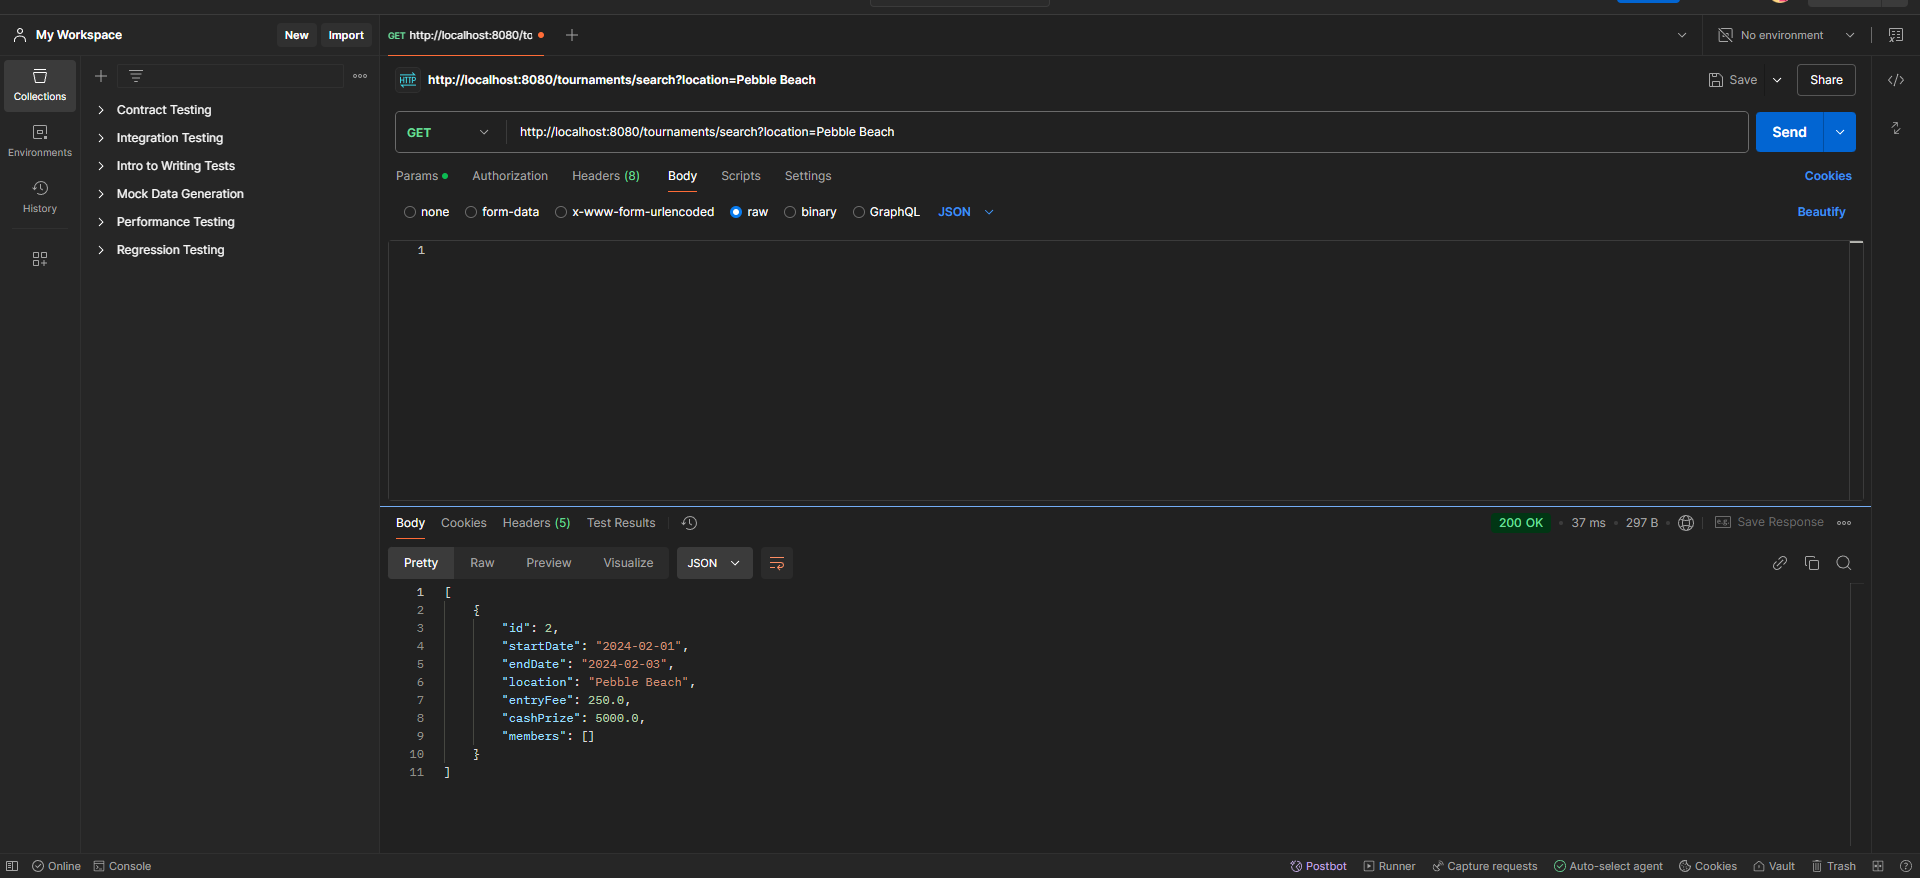 My Workspace
New
Import
GET http://localhost:8080/to
No environment
Collections
Environments
History
Contract Testing
Integration Testing
Intro to Writing Tests
Mock Data Generation
Performance Testing
Regression Testing
HTTP http://localhost:8080/tournaments/search?location=Pebble Beach
Save
Share
GET http://localhost:8080/tournaments/search?location=Pebble Beach
Send
Params Authorization Headers (8) Body Scripts Settings
Cookies
none form-data x-www-form-urlencoded raw binary GraphQL JSON
Beautify
1
Body Cookies Headers (5) Test Results
200 OK • 37 ms • 297 B
e.g. Save Response
Pretty Raw Preview Visualize JSON
1 [
2 {
3 "id": 2,
4 "startDate": "2024-02-01",
5 "endDate": "2024-02-03",
6 "location": "Pebble Beach",
7 "entryFee": 250.0,
8 "cashPrize": 5000.0,
9 "members": []
10 }
11 ]
Online Console
Postbot Runner Capture requests Auto-select agent Cookies Vault Trash